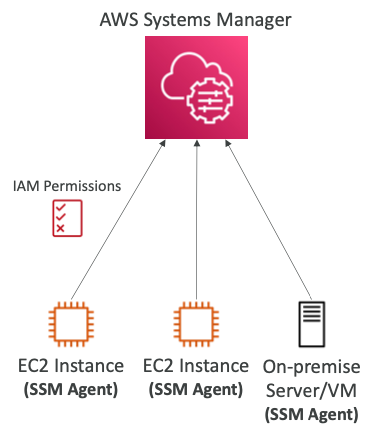 AWS Systems Manager
IAM Permissions
EC2 Instance
(SSM Agent)
EC2 Instance
(SSM Agent)
On-premise
Server/VM
(SSM Agent)